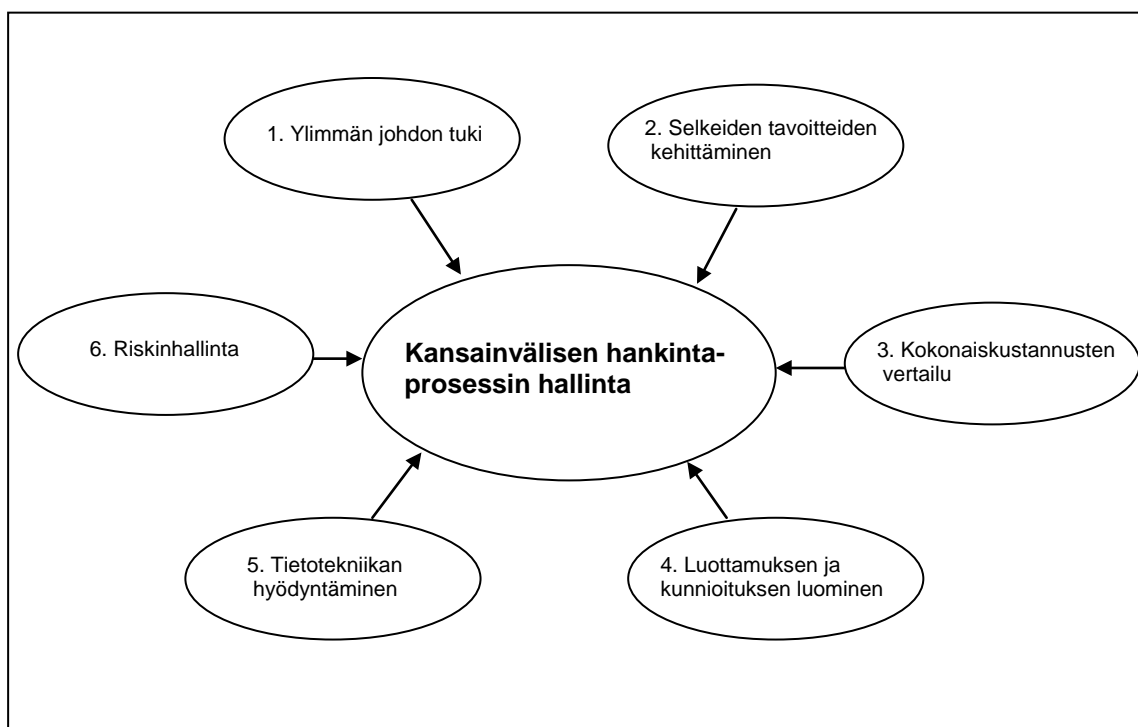 1. Ylimmän johdon tuki
2. Selkeiden tavoitteiden
kehittäminen
3. Kokonaiskustannusten
vertailu
4. Luottamuksen ja
kunnioituksen luominen
5. Tietotekniikan
hyödyntäminen
6. Riskinhallinta
Kansainvälisen hankinta-
prosessin hallinta